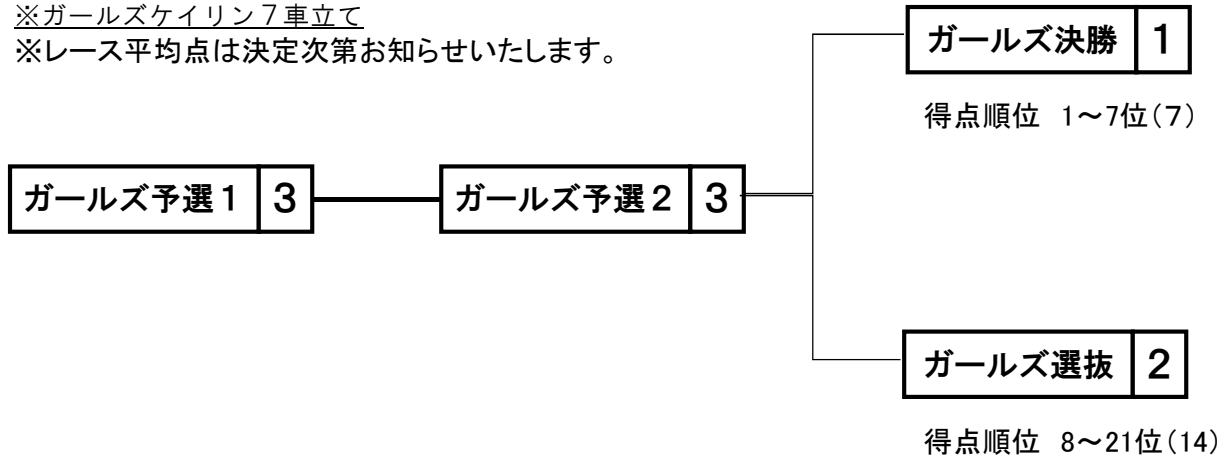 ※ガールズケイリン７車立て
※レース平均点は決定次第お知らせいたします。
ガールズ決勝 1
得点順位 1～7位(７)
ガールズ予選１ ３
ガールズ予選２ ３
ガールズ選抜 ２
得点順位 8～21位(14)